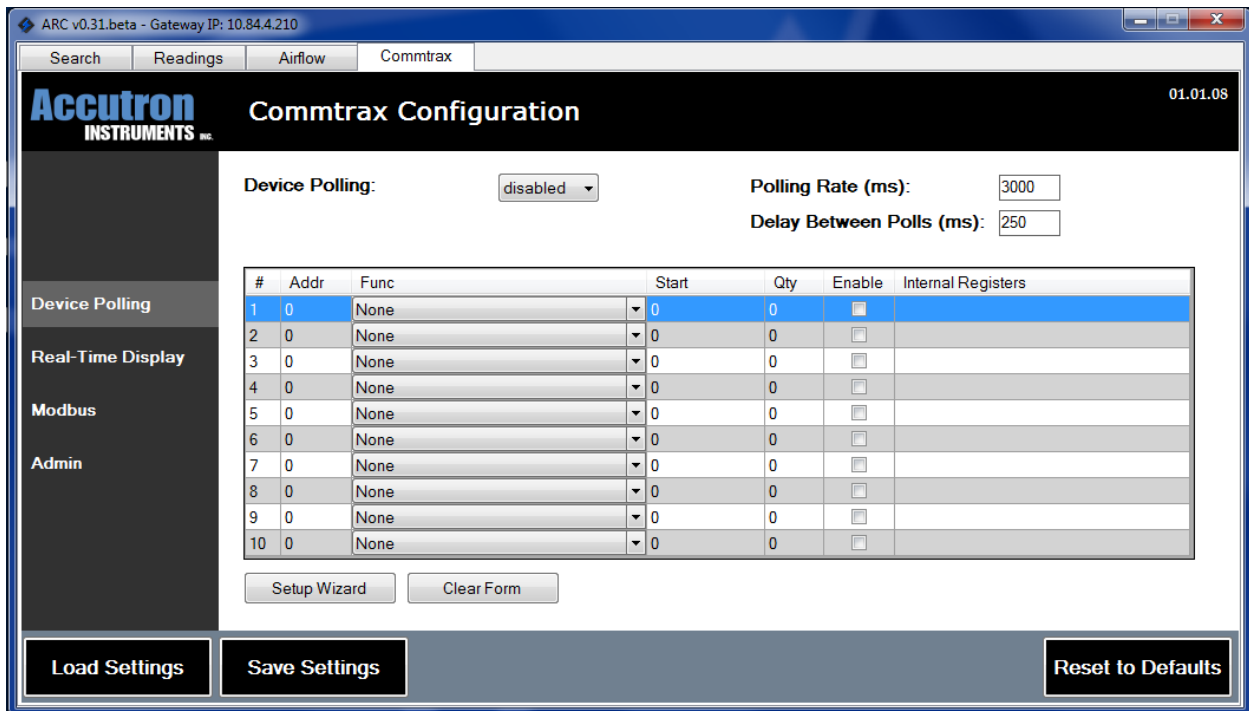 ARC v0.31.beta - Gateway IP: 10.84.4.210
Search Readings Airflow Commtrax
Accutron
INSTRUMENTS INC.
Commtrax Configuration
01.01.08
Device Polling: disabled Polling Rate (ms): 3000
Delay Between Polls (ms): 250
Device Polling
Real-Time Display
Modbus
Admin
# Addr Func Start Qty Enable Internal Registers
1 0 None 0 0
2 0 None 0 0
3 0 None 0 0
4 0 None 0 0
5 0 None 0 0
6 0 None 0 0
7 0 None 0 0
8 0 None 0 0
9 0 None 0 0
10 0 None 0 0
Setup Wizard Clear Form
Load Settings Save Settings Reset to Defaults